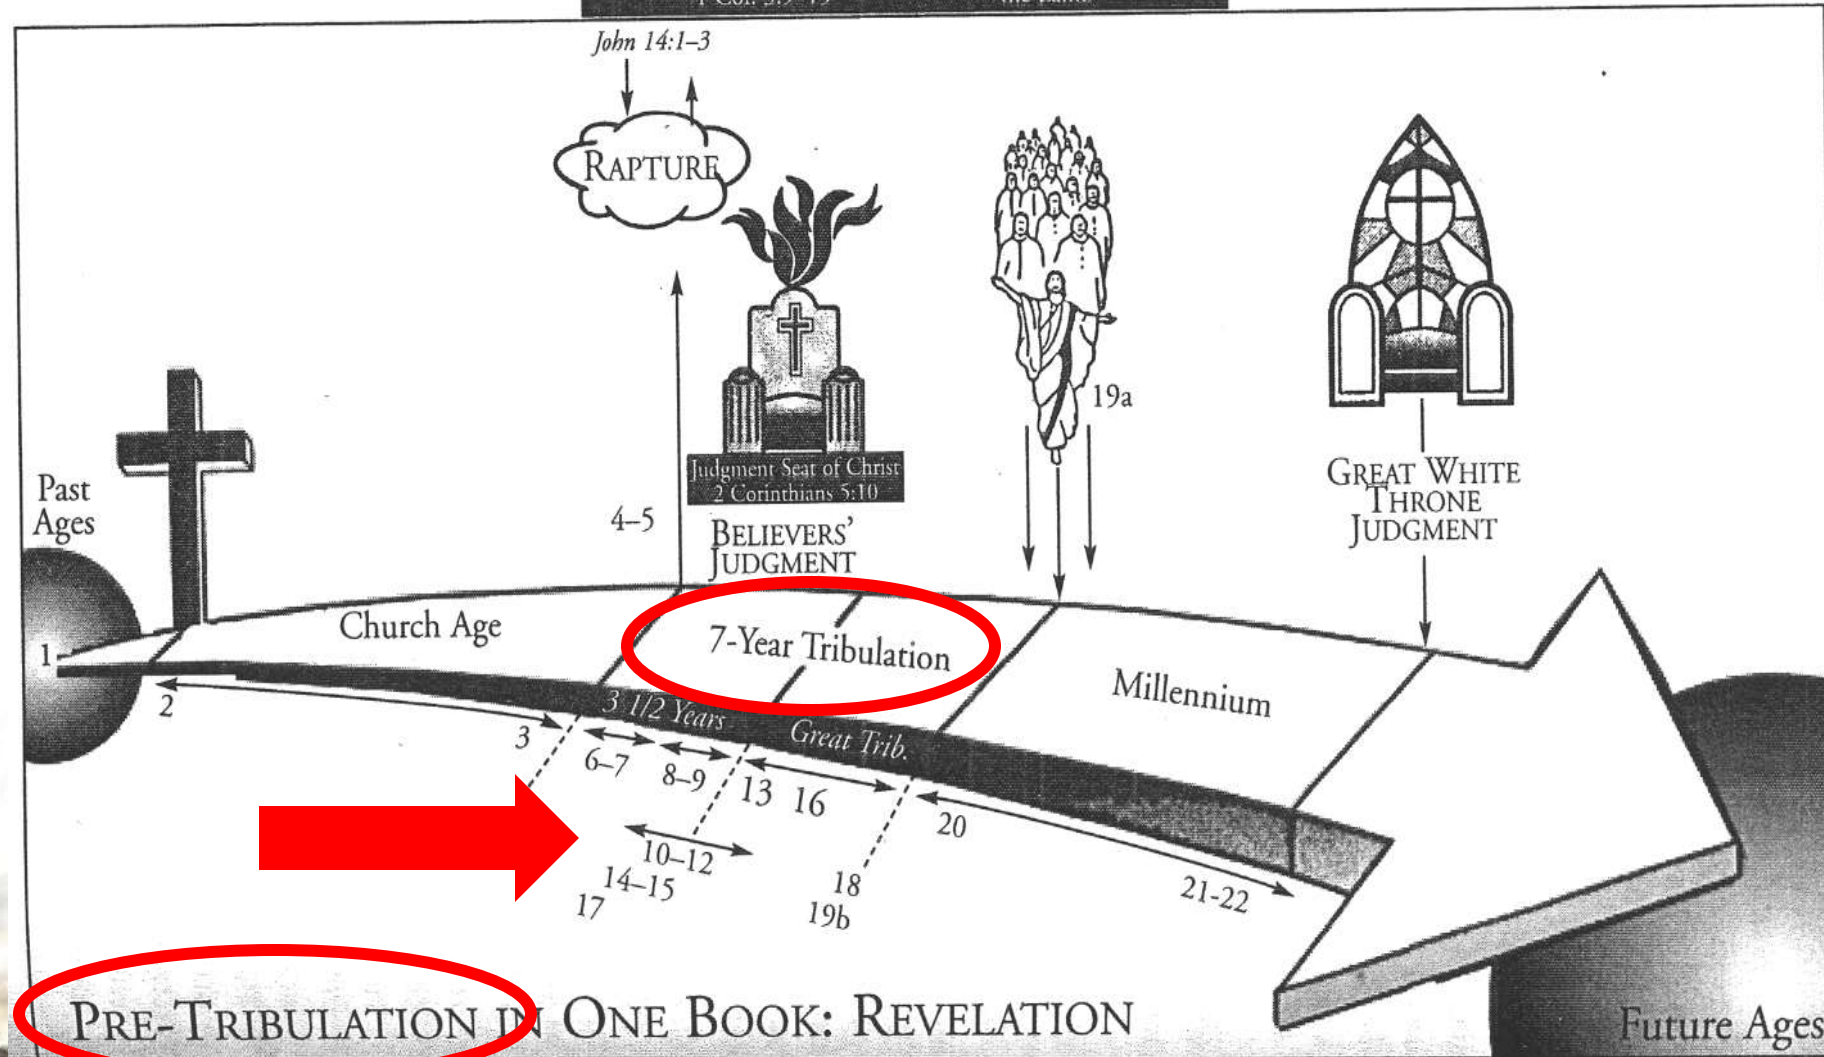 John 14:1–3
RAPTURE
19a
Judgment Seat of Christ
2 Corinthians 5:10
BELIEVERS'
JUDGMENT
GREAT WHITE
THRONE
JUDGMENT
Past
Ages
4–5
1
Church Age
7-Year Tribulation
Millennium
2
3
3 1/2 Years
Great Trib.
6–7
8–9
13 16
20
10–12
14–15
17
18
19b
21-22
PRE-TRIBULATION IN ONE BOOK: REVELATION
Future Ages